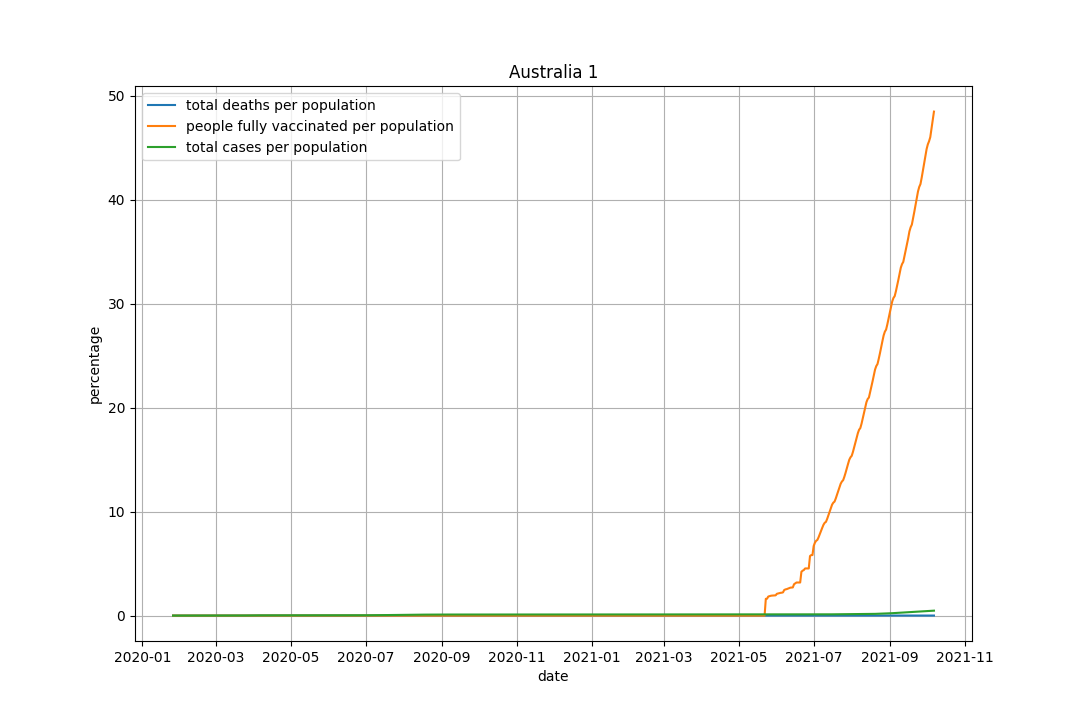 Australia 1
total deaths per population
people fully vaccinated per population
total cases per population
percentage
50
40
30
20
10
0
2020-01 2020-03 2020-05 2020-07 2020-09 2020-11 2021-01 2021-03 2021-05 2021-07 2021-09 2021-11
date